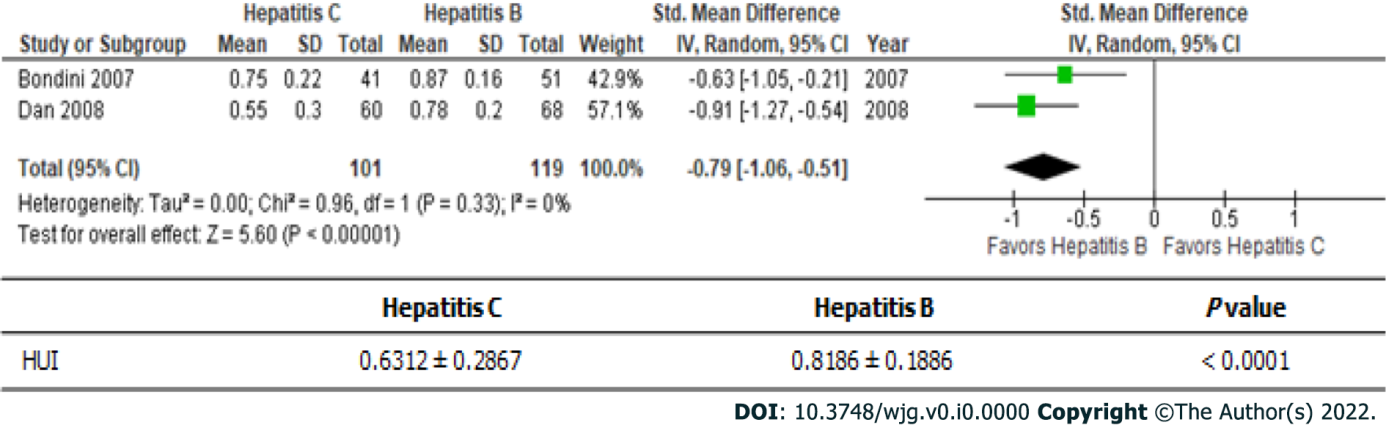 Hepatitis C Hepatitis B Std. Mean Difference Std. Mean Difference
Study or Subgroup Mean SD Total Mean SD Total Weight IV, Random, 95% CI Year IV, Random, 95% CI
Bondini 2007 0.75 0.22 41 0.87 0.16 51 42.9% -0.63 [-1.05, -0.21] 2007
Dan 2008 0.55 0.3 60 0.78 0.2 68 57.1% -0.91 [-1.27, -0.54] 2008
Total (95% CI) 101 119 100.0% -0.79 [-1.06, -0.51]
Heterogeneity: Tau² = 0.00; Chi² = 0.96, df = 1 (P = 0.33); I² = 0%
Test for overall effect: Z = 5.60 (P < 0.00001)
-1 -0.5 0 0.5 1
Favors Hepatitis B Favors Hepatitis C
Hepatitis C Hepatitis B P value
HUI 0.6312 ± 0.2867 0.8186 ± 0.1886 < 0.0001
DOI: 10.3748/wjg.v0.i0.0000 Copyright ©The Author(s) 2022.